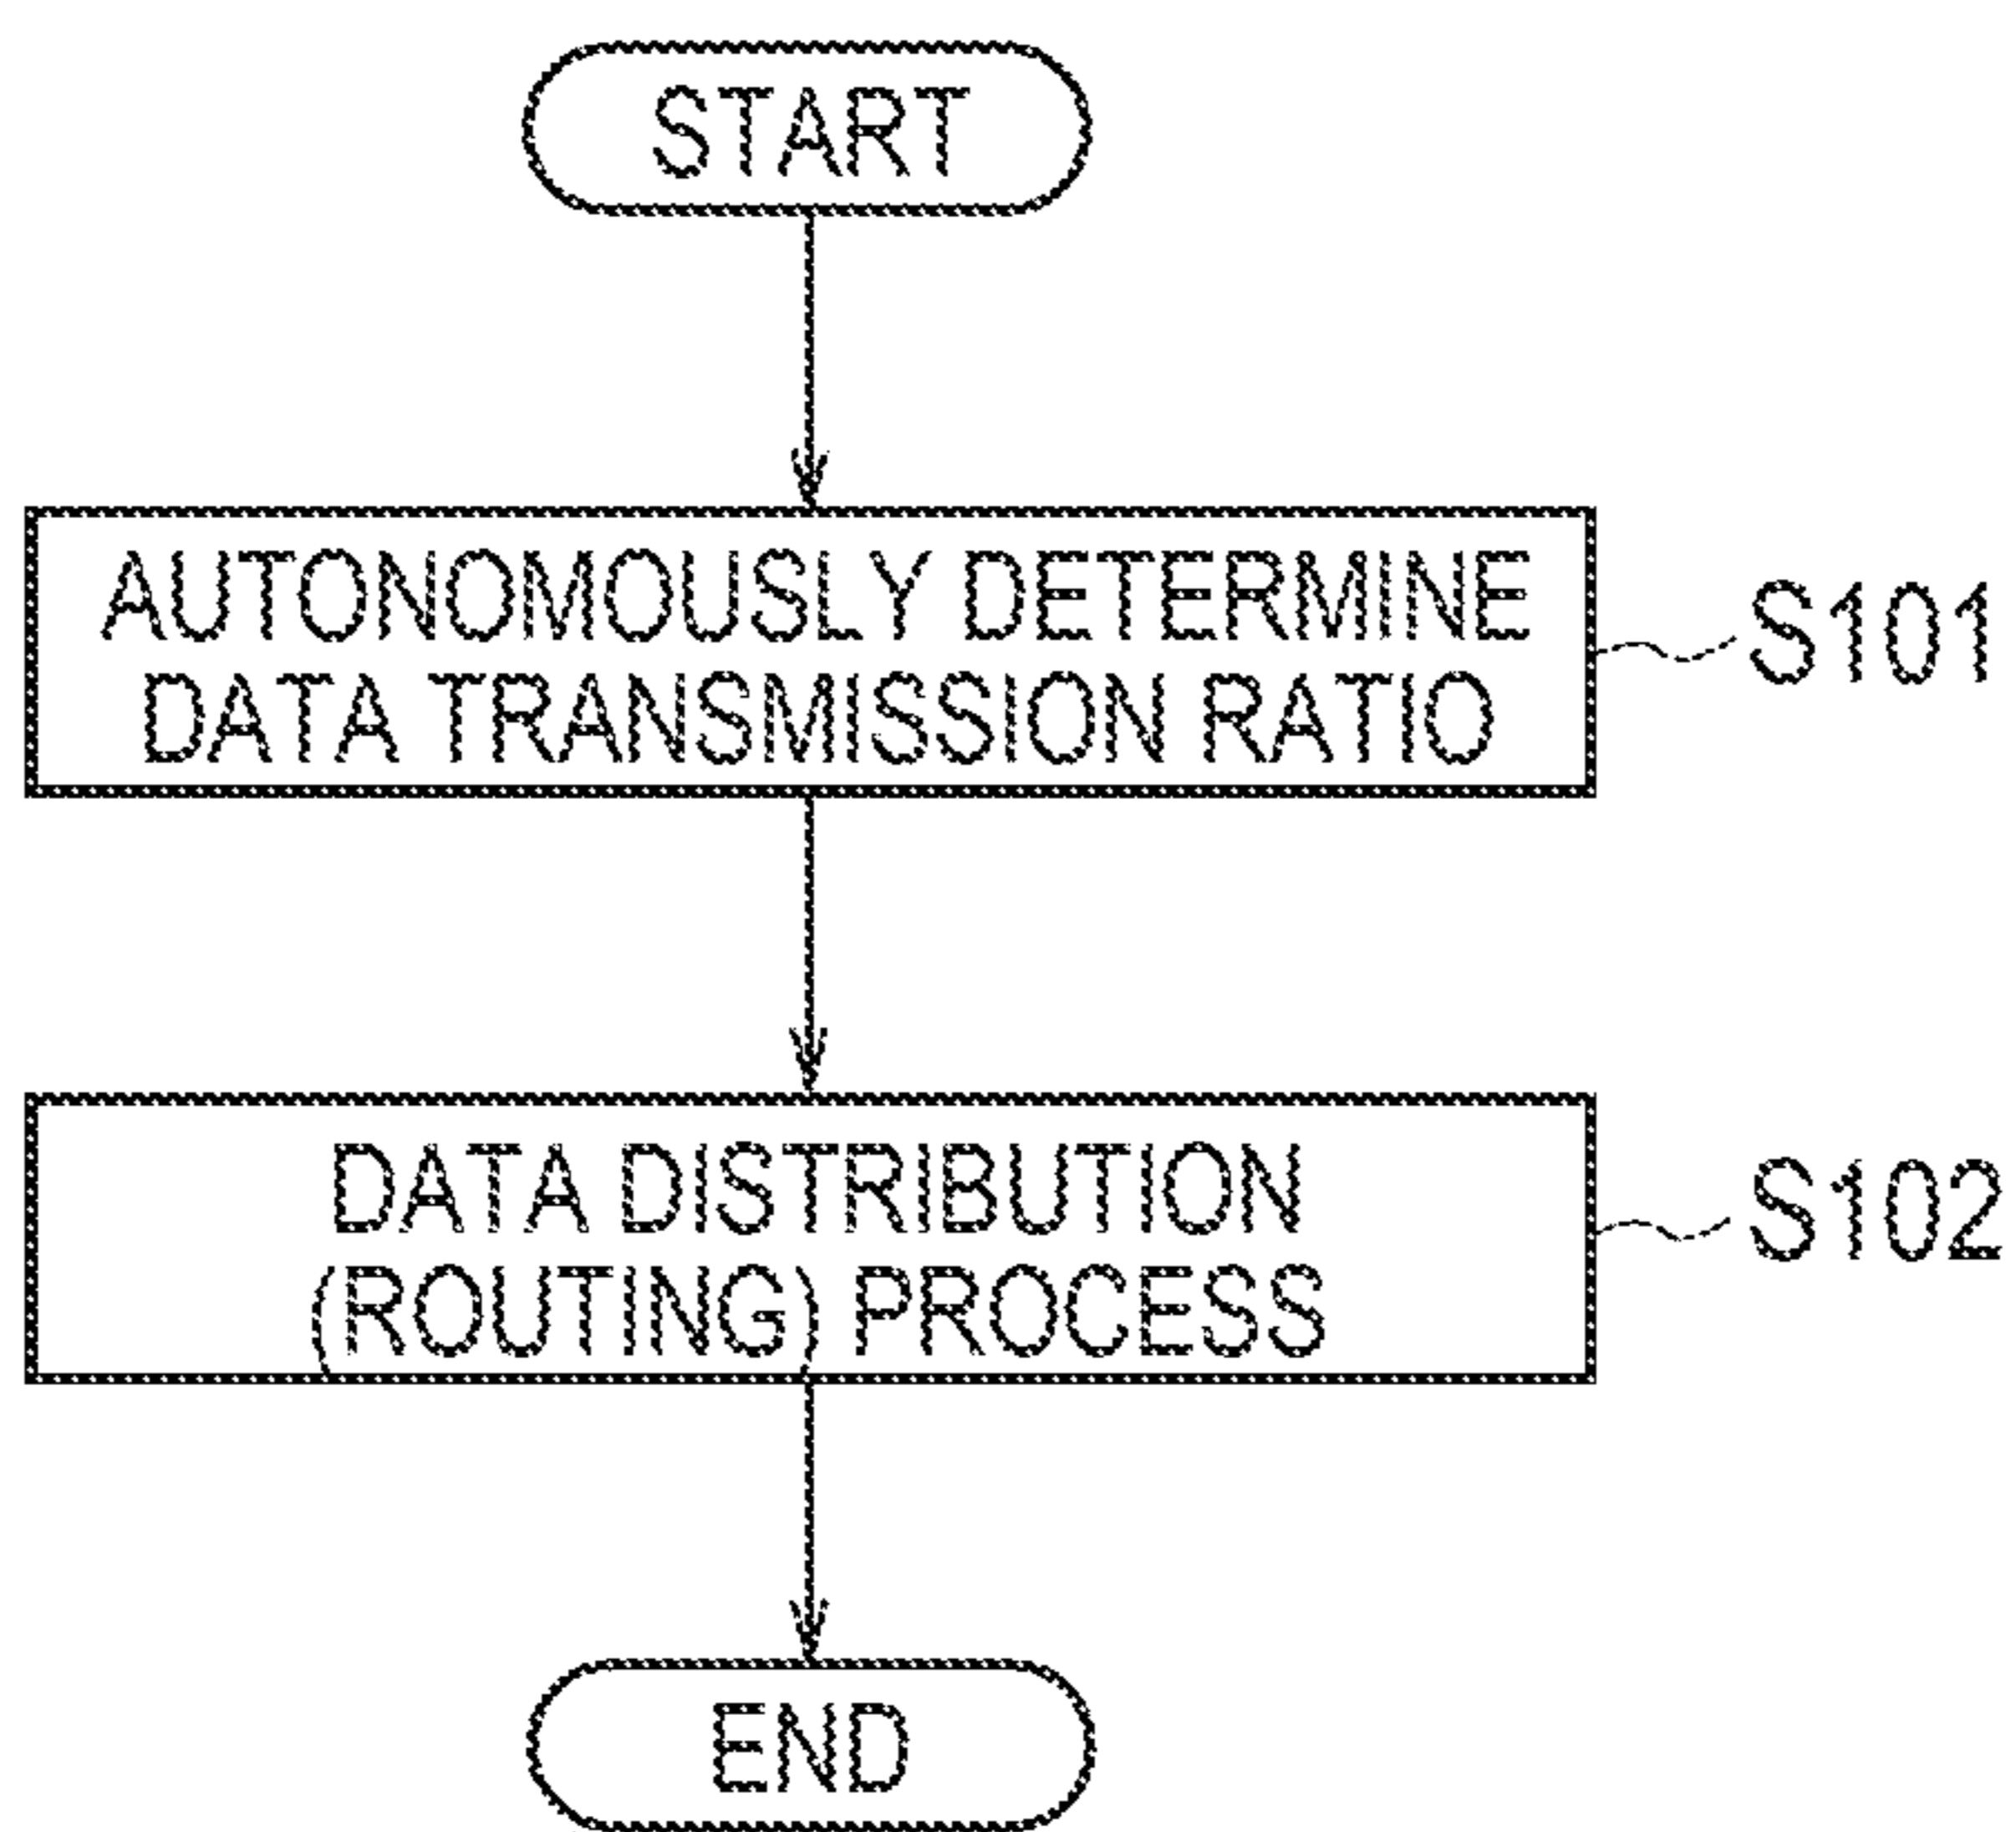 START
AUTONOMOUSLY DETERMINE
DATA TRANSMISSION RATIO
S101
DATA DISTRIBUTION
(ROUTING) PROCESS
S102
END